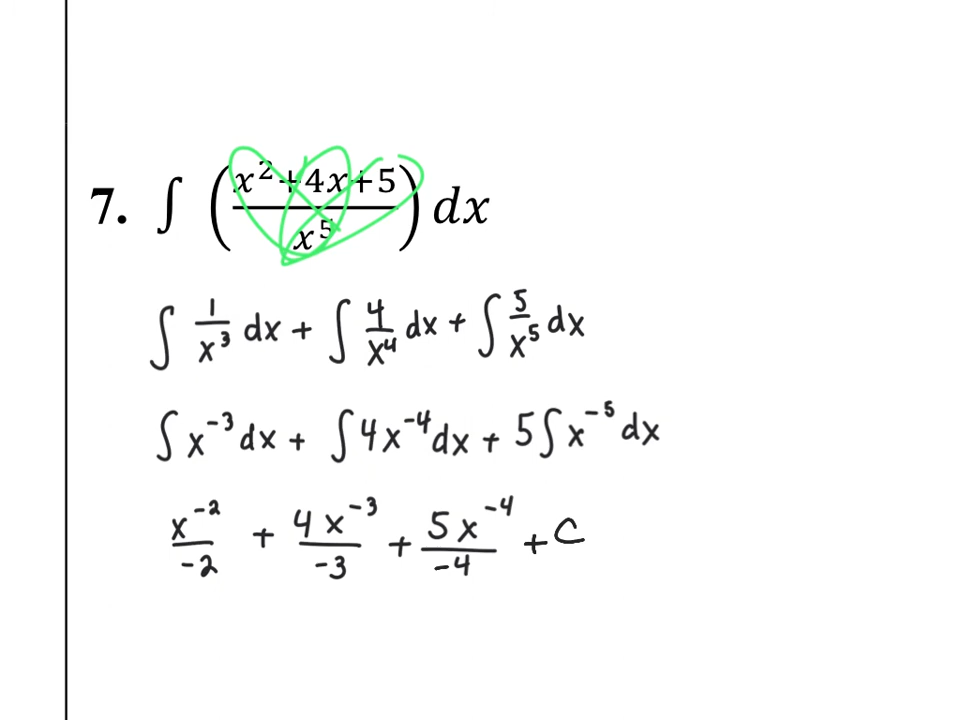 7. ∫ ((x²+4x+5)/x⁵) dx
∫ 1/x³ dx + ∫ 4/x⁴ dx + ∫ 5/x⁵ dx
∫ x⁻³ dx + ∫ 4x⁻⁴ dx + 5∫ x⁻⁵ dx
x⁻²/-2 + 4x⁻³/-3 + 5x⁻⁴/-4 + C